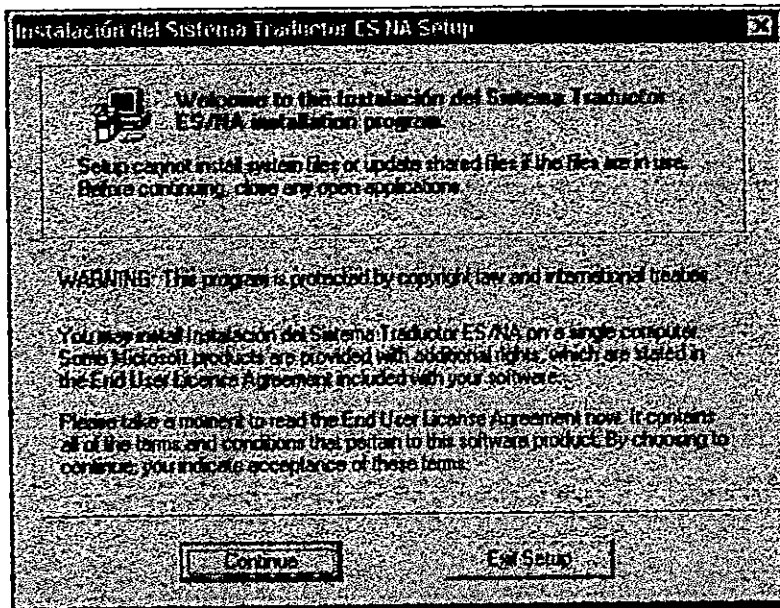 Instalación del Sistema Traductor ES NA Setup
Welcome to the Instalación del Sistema Traductor
ES/NA installation program.
Setup cannot install system files or update shared files if the files are in use.
Before continuing, close any open applications.
WARNING: This program is protected by copyright law and international treaties.
You may install Instalación del Sistema Traductor ES/NA on a single computer.
Some Microsoft products are provided with additional rights, which are stated in
the End User License Agreement included with your software.
Please take a moment to read the End User License Agreement now. It contains
all of the terms and conditions that pertain to this software product. By choosing to
continue, you indicate acceptance of these terms.
Continue
Exit Setup